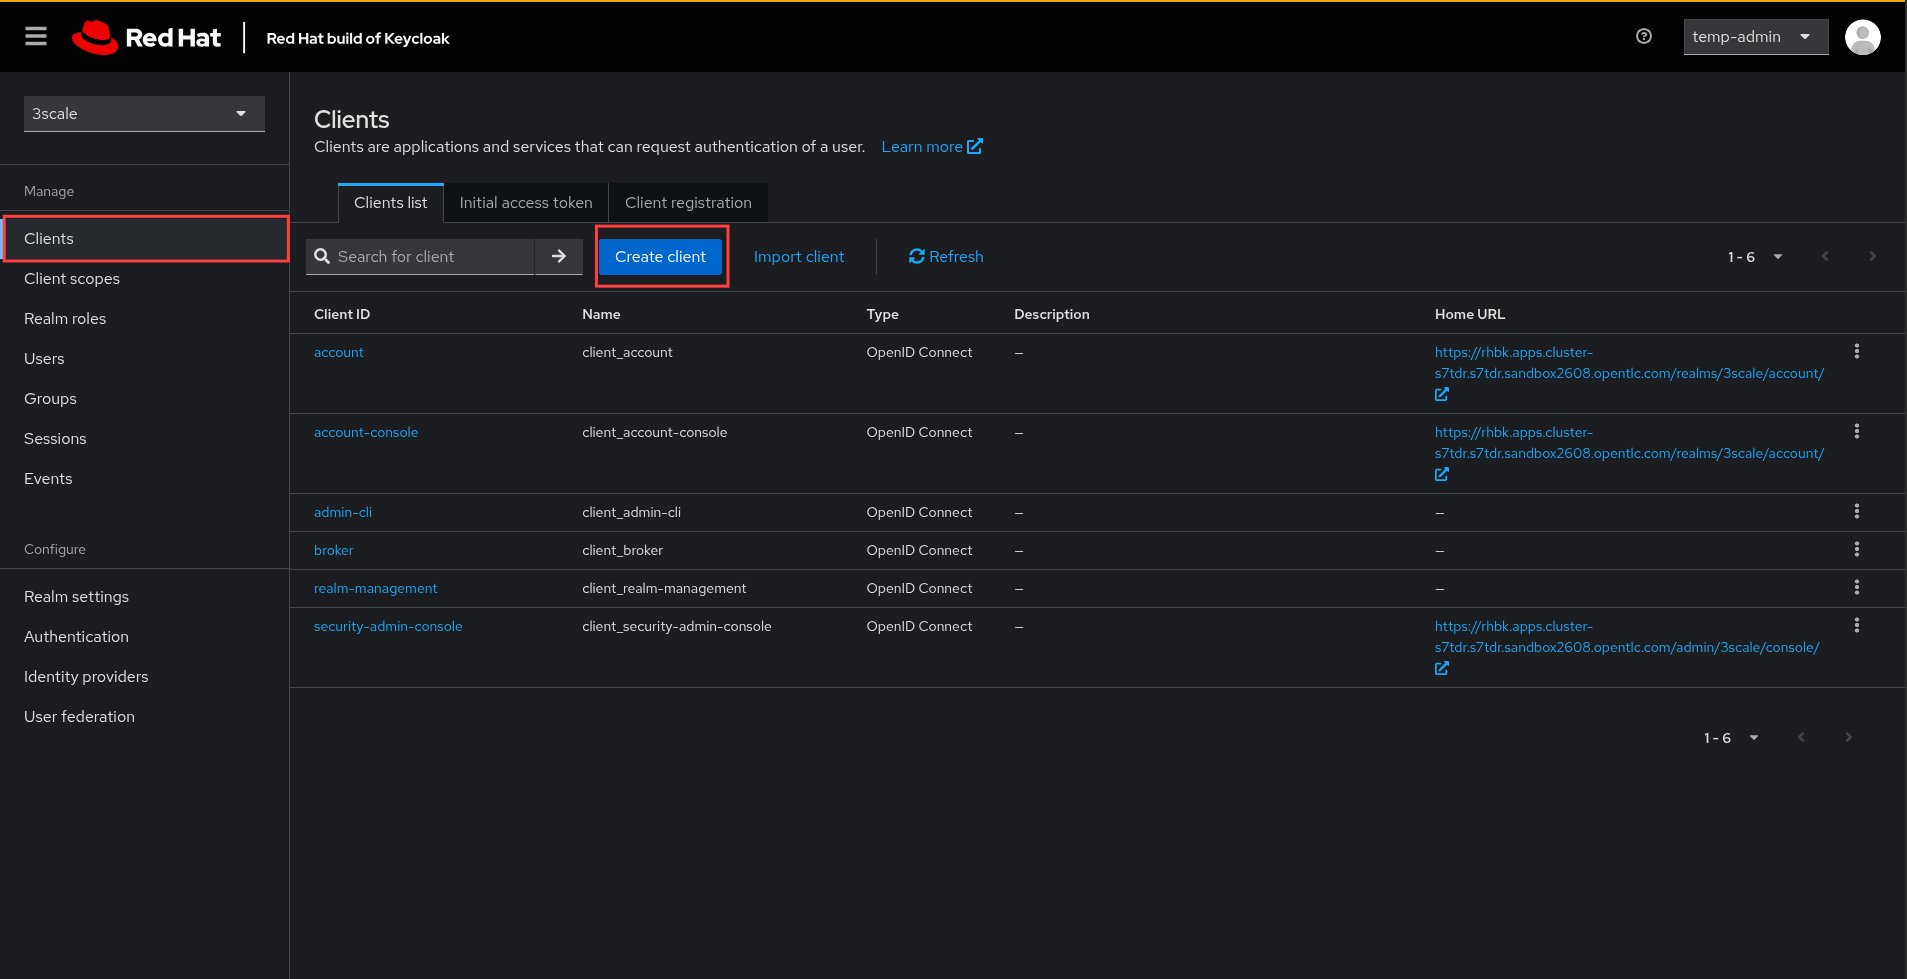 Red Hat
Red Hat build of Keycloak
temp-admin
3scale
Manage
Clients
Client scopes
Realm roles
Users
Groups
Sessions
Events
Configure
Realm settings
Authentication
Identity providers
User federation
Clients
Clients are applications and services that can request authentication of a user. Learn more
Clients list Initial access token Client registration
Search for client Create client Import client Refresh 1 - 6
Client ID Name Type Description Home URL
account client_account OpenID Connect – https://rhbk.apps.cluster-
s7tdr.s7tdr.sandbox2608.opentlc.com/realms/3scale/account/
account-console client_account-console OpenID Connect – https://rhbk.apps.cluster-
s7tdr.s7tdr.sandbox2608.opentlc.com/realms/3scale/account/
admin-cli client_admin-cli OpenID Connect – –
broker client_broker OpenID Connect – –
realm-management client_realm-management OpenID Connect – –
security-admin-console client_security-admin-console OpenID Connect – https://rhbk.apps.cluster-
s7tdr.s7tdr.sandbox2608.opentlc.com/admin/3scale/console/
1 - 6